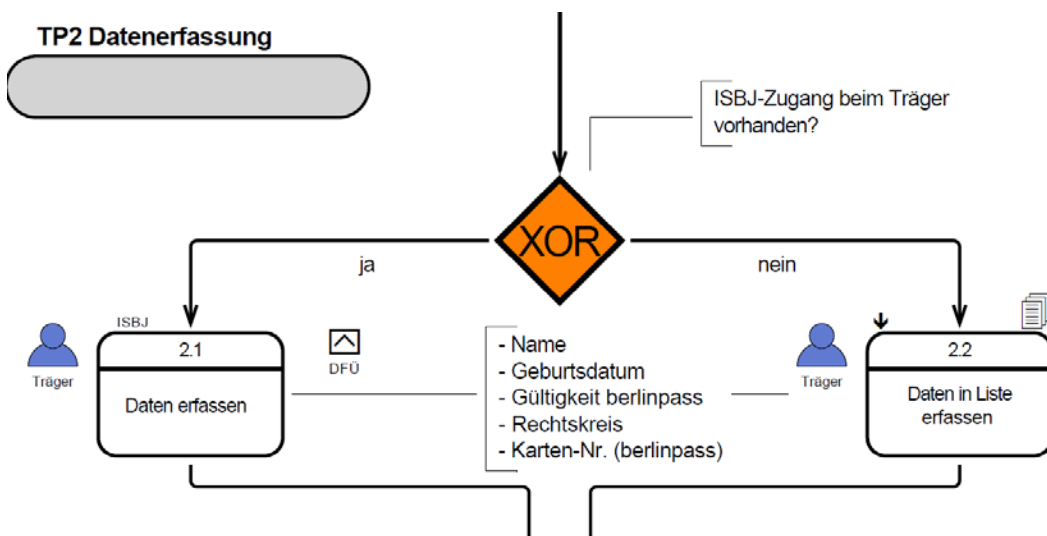 TP2 Datenerfassung
ISBJ-Zugang beim Träger
vorhanden?
XOR
ja
nein
ISBJ
2.1
Träger
Daten erfassen
DFÜ
- Name
- Geburtsdatum
- Gültigkeit berlinpass
- Rechtskreis
- Karten-Nr. (berlinpass)
Träger
2.2
Daten in Liste
erfassen